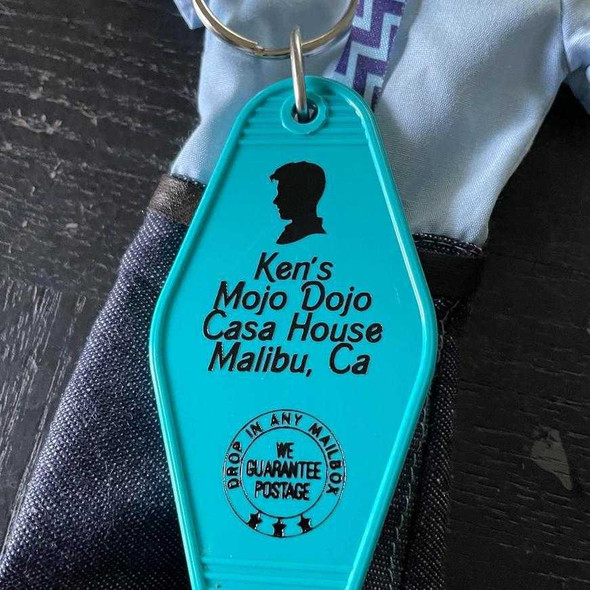 Ken's
Mojo Dojo
Casa House
Malibu, Ca
DROP IN ANY MAILBOX
WE
GUARANTEE
POSTAGE